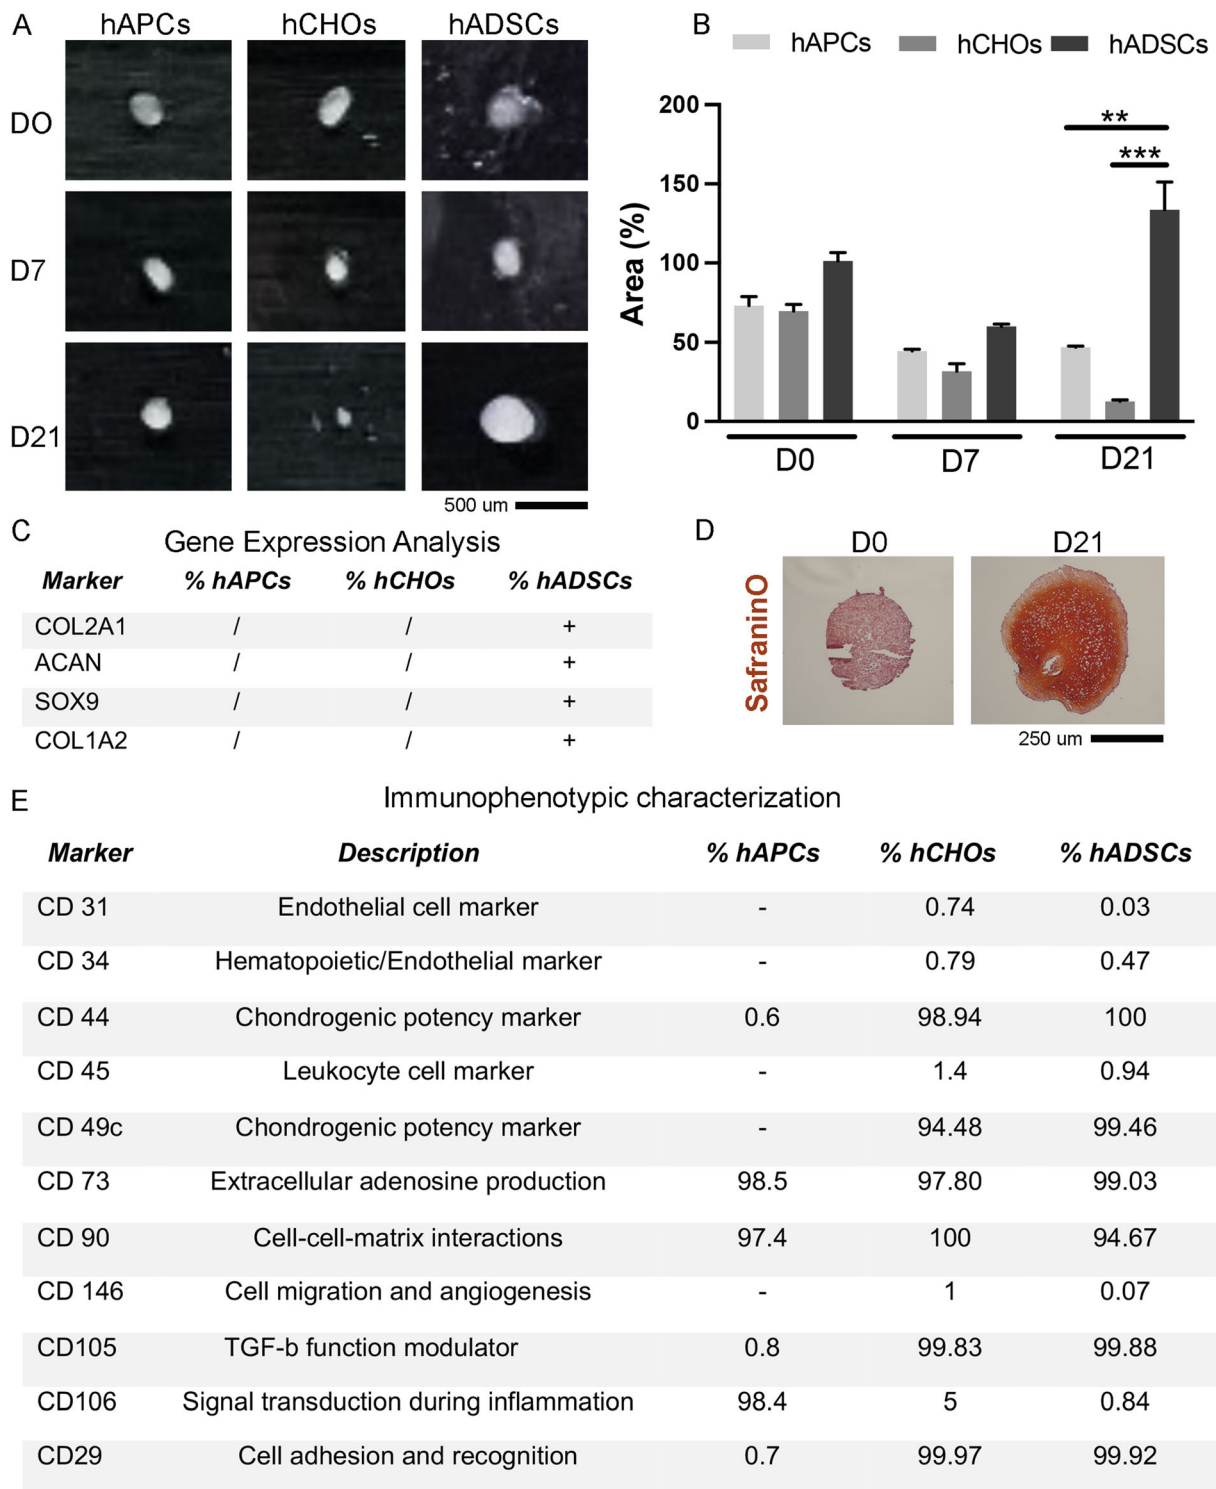 A
hAPCs hCHOs hADSCs
DO
D7
D21
500 um
B
hAPCs hCHOs hADSCs
Area (%)
200
150
100
50
0
**
***
D0 D7 D21
C
Gene Expression Analysis
Marker % hAPCs % hCHOs % hADSCs
COL2A1 / / +
ACAN / / +
SOX9 / / +
COL1A2 / / +
D
D0 D21
SafraninO
250 um
E
Immunophenotypic characterization
Marker Description % hAPCs % hCHOs % hADSCs
CD 31 Endothelial cell marker - 0.74 0.03
CD 34 Hematopoietic/Endothelial marker - 0.79 0.47
CD 44 Chondrogenic potency marker 0.6 98.94 100
CD 45 Leukocyte cell marker - 1.4 0.94
CD 49c Chondrogenic potency marker - 94.48 99.46
CD 73 Extracellular adenosine production 98.5 97.80 99.03
CD 90 Cell-cell-matrix interactions 97.4 100 94.67
CD 146 Cell migration and angiogenesis - 1 0.07
CD105 TGF-b function modulator 0.8 99.83 99.88
CD106 Signal transduction during inflammation 98.4 5 0.84
CD29 Cell adhesion and recognition 0.7 99.97 99.92